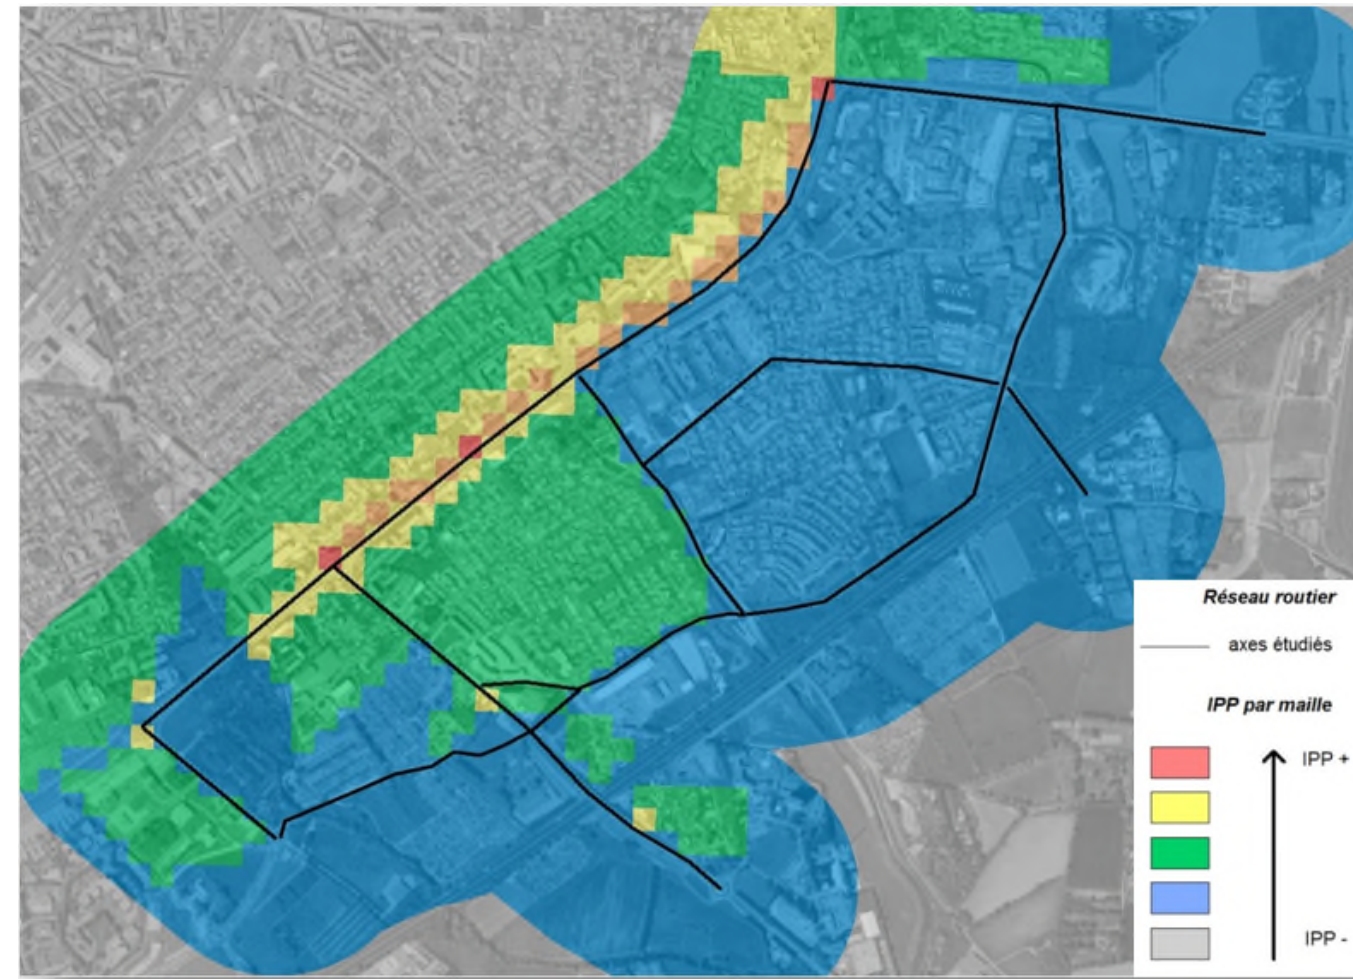 Réseau routier
axes étudiés
IPP par maille
IPP +
IPP -